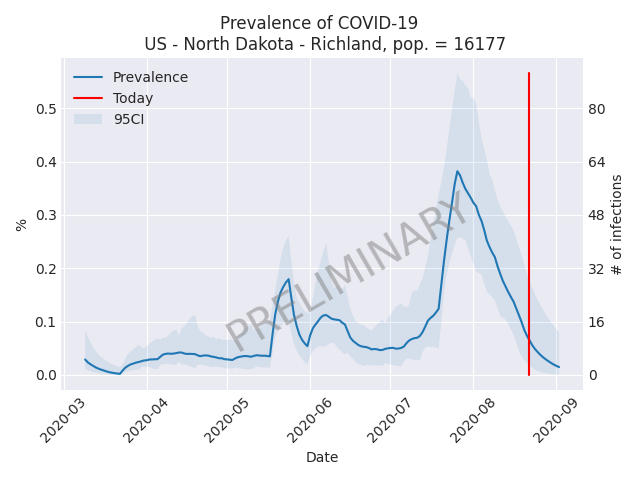 Prevalence of COVID-19
US - North Dakota - Richland, pop. = 16177
Prevalence
Today
95CI
0.5
0.4
0.3
0.2
0.1
0.0
%
80
64
48
32
16
0
# of infections
PRELIMINARY
2020-03
2020-04
2020-05
2020-06
2020-07
2020-08
2020-09
Date